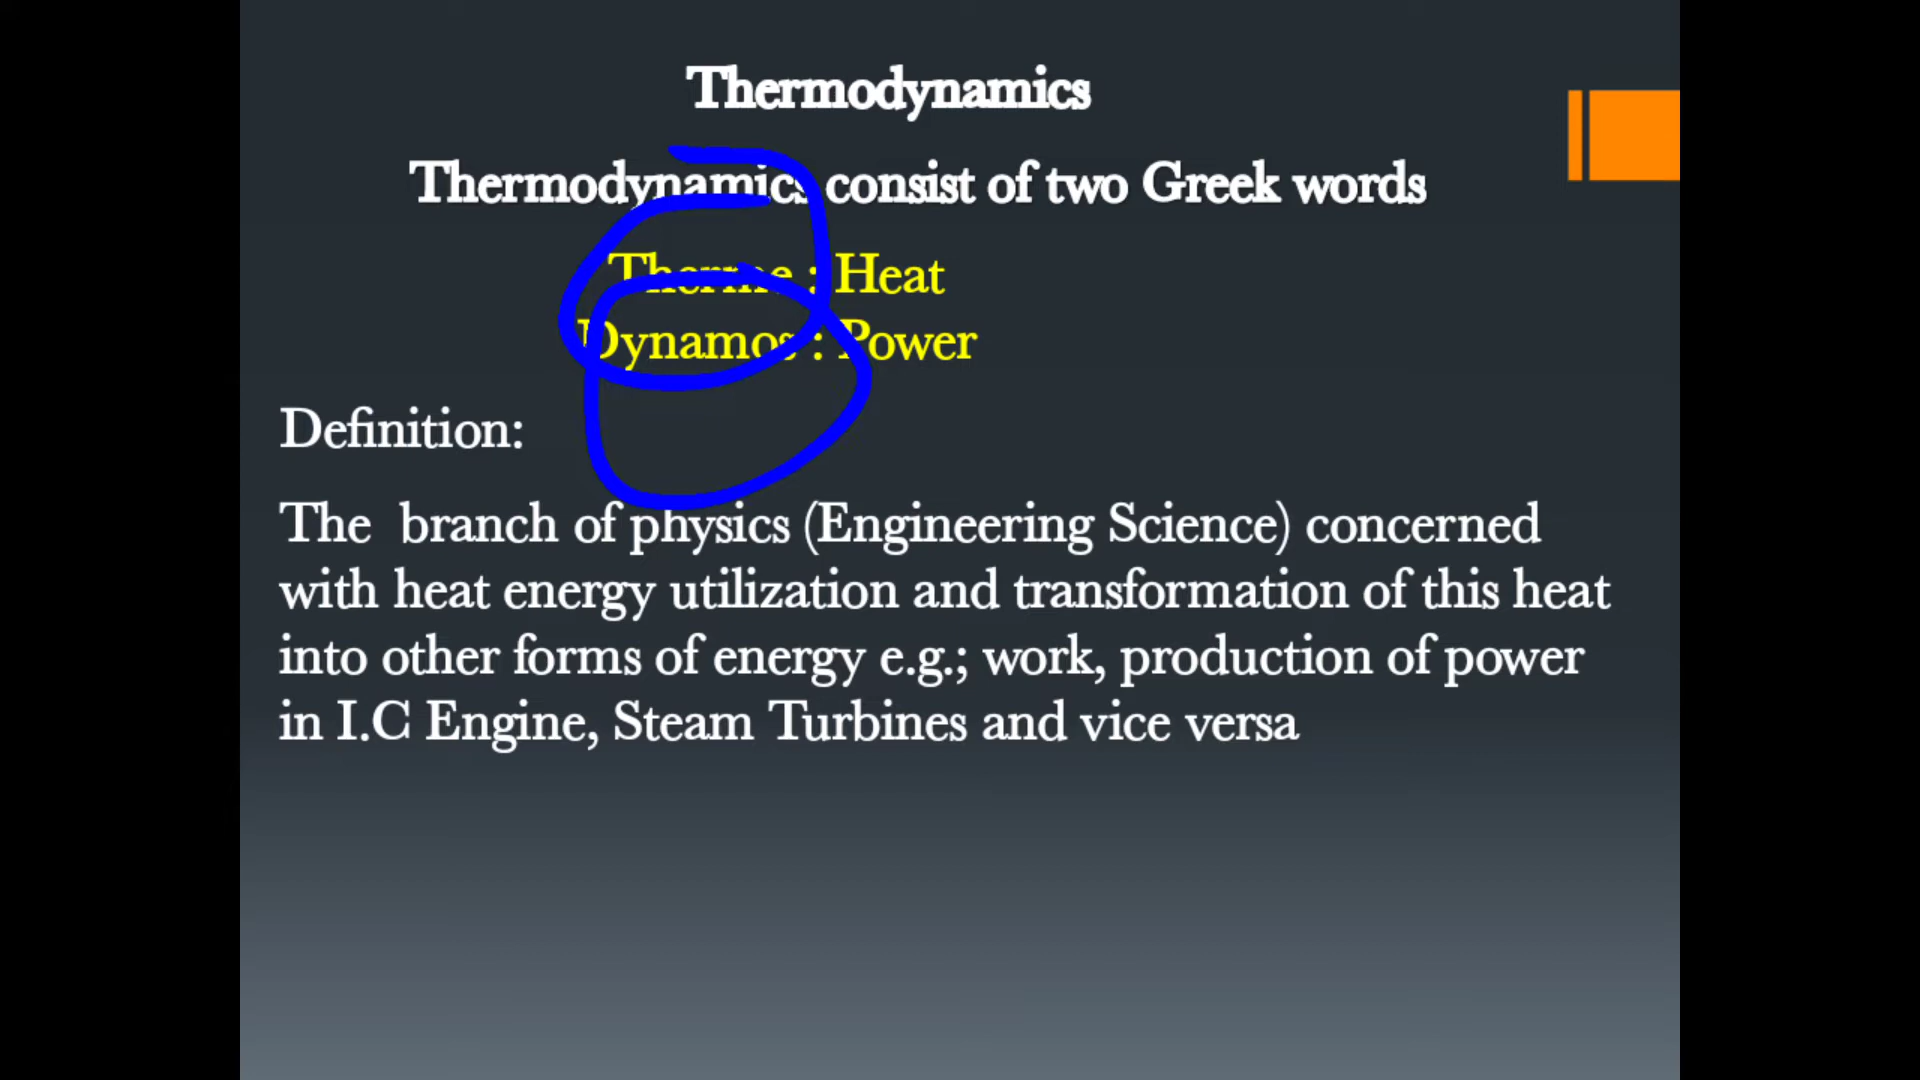 Thermodynamics
Thermodynamics consist of two Greek words
Therme : Heat
Dynamos : Power
Definition:
The branch of physics (Engineering Science) concerned
with heat energy utilization and transformation of this heat
into other forms of energy e.g.; work, production of power
in I.C Engine, Steam Turbines and vice versa